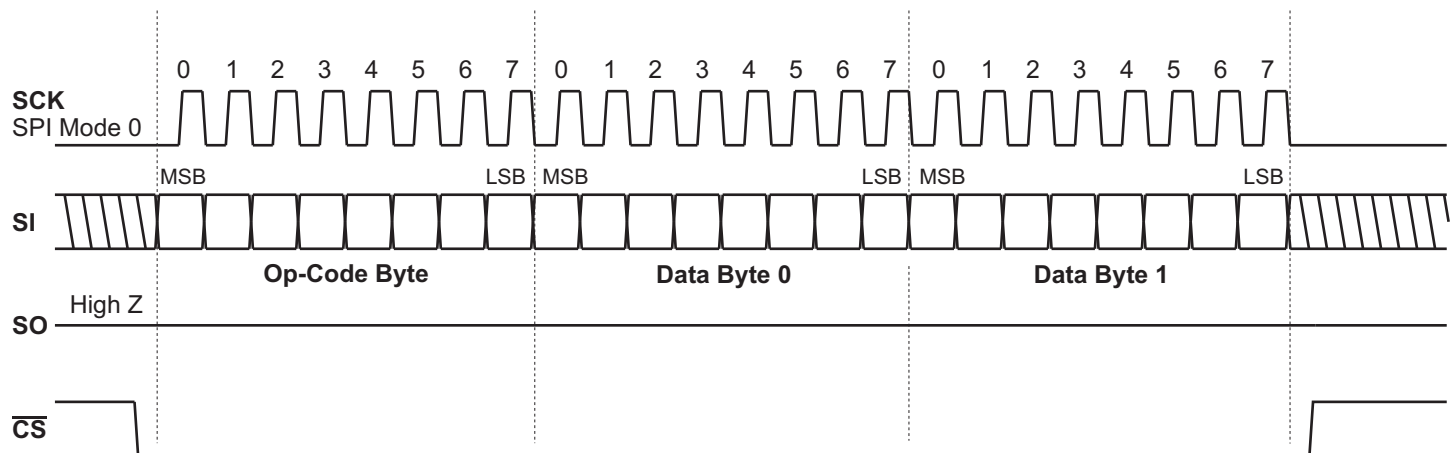 0 1 2 3 4 5 6 7 0 1 2 3 4 5 6 7 0 1 2 3 4 5 6 7
SCK
SPI Mode 0
MSB LSB MSB LSB MSB LSB
SI
Op-Code Byte Data Byte 0 Data Byte 1
High Z
SO
C̅S̅